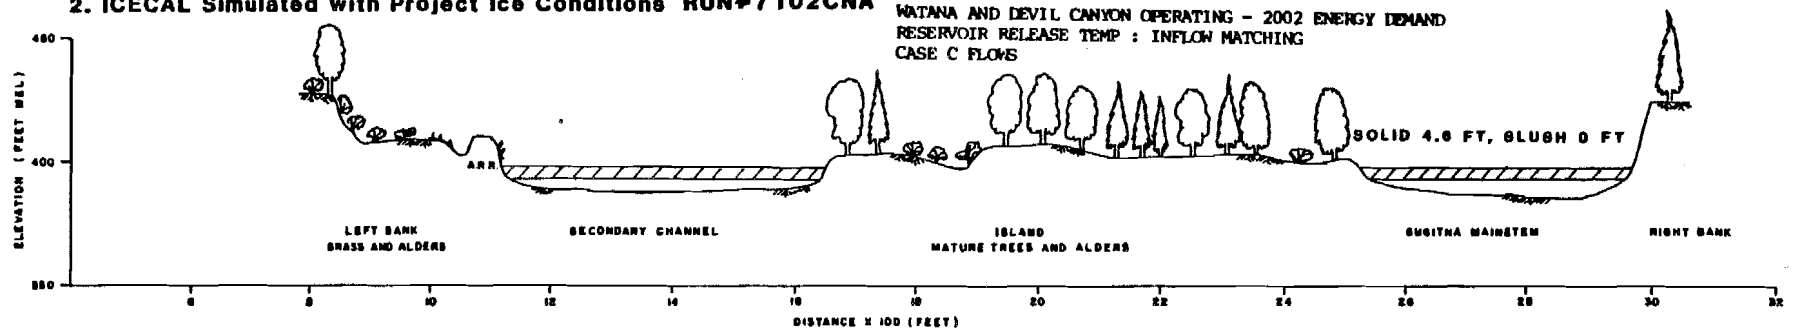 2. ICECAL Simulated with Project Ice Conditions RUN#7102CNA
WATANA AND DEVIL CANYON OPERATING - 2002 ENERGY DEMAND
RESERVOIR RELEASE TEMP : INFLOW MATCHING
CASE C FLOWS
ELEVATION (FEET MSL)
450
400
350
A.R.R.
SOLID 4.6 FT, SLUSH 0 FT
LEFT BANK
GRASS AND ALDERS
SECONDARY CHANNEL
ISLAND
MATURE TREES AND ALDERS
SUSITNA MAINSTEM
RIGHT BANK
6 8 10 12 14 16 18 20 22 24 26 28 30 32
DISTANCE X 100 (FEET)